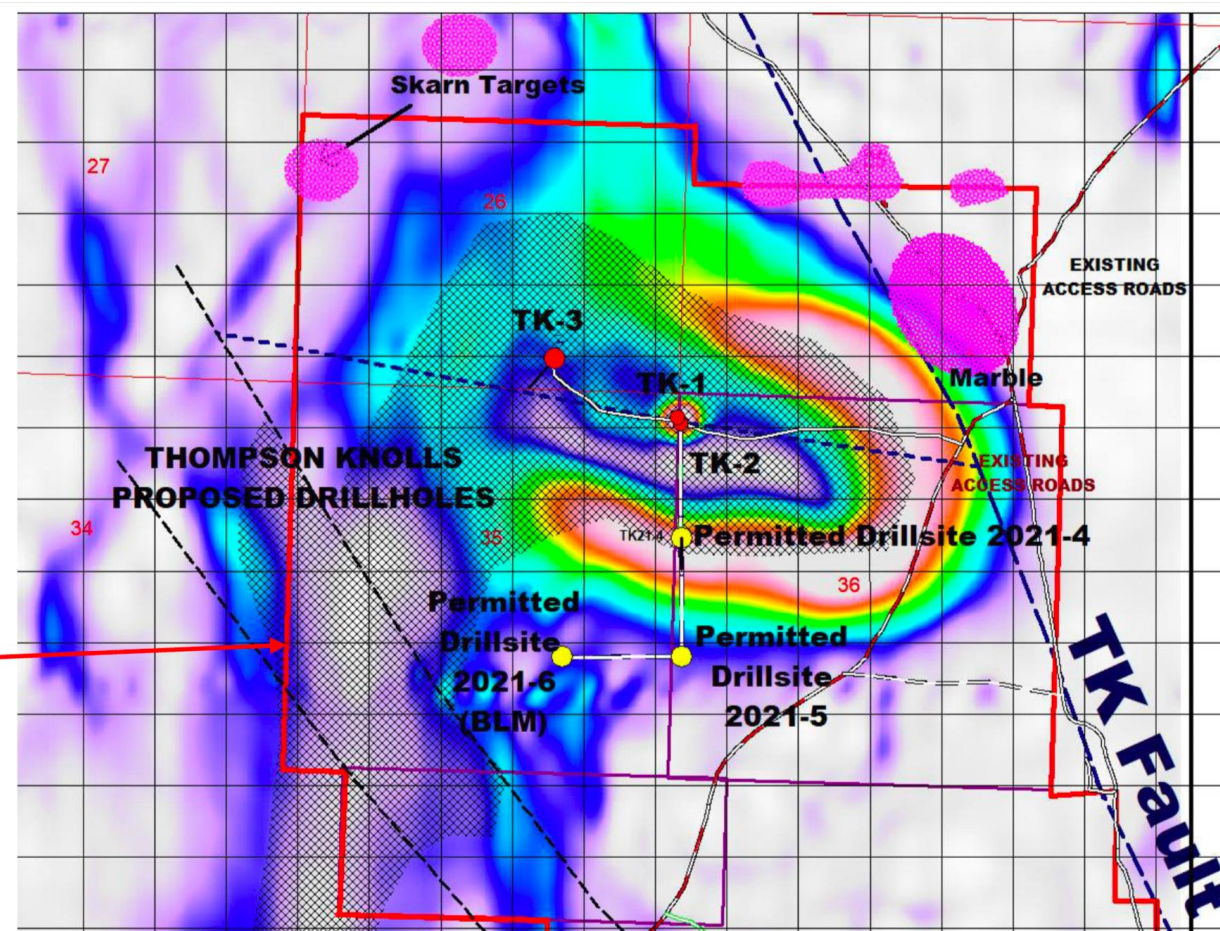 Skarn Targets
27
26
EXISTING
ACCESS ROADS
TK-3
TK-1
Marble
THOMPSON KNOLLS
PROPOSED DRILLHOLES
TK-2
EXISTING
ACCESS ROADS
34
35
TK21-4
Permitted Drillsite 2021-4
36
Permitted
Drillsite
2021-6
(BLM)
Permitted
Drillsite
2021-5
TK Fault